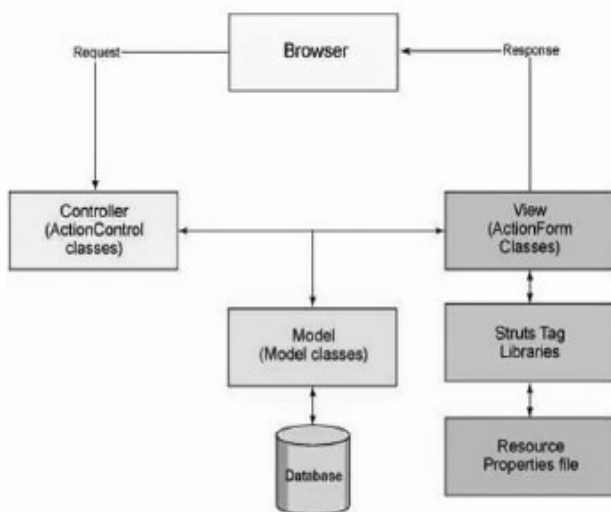 Browser
Request
Response
Controller
(ActionControl
classes)
View
(ActionForm
Classes)
Model
(Model classes)
Struts Tag
Libraries
Database
Resource
Properties file